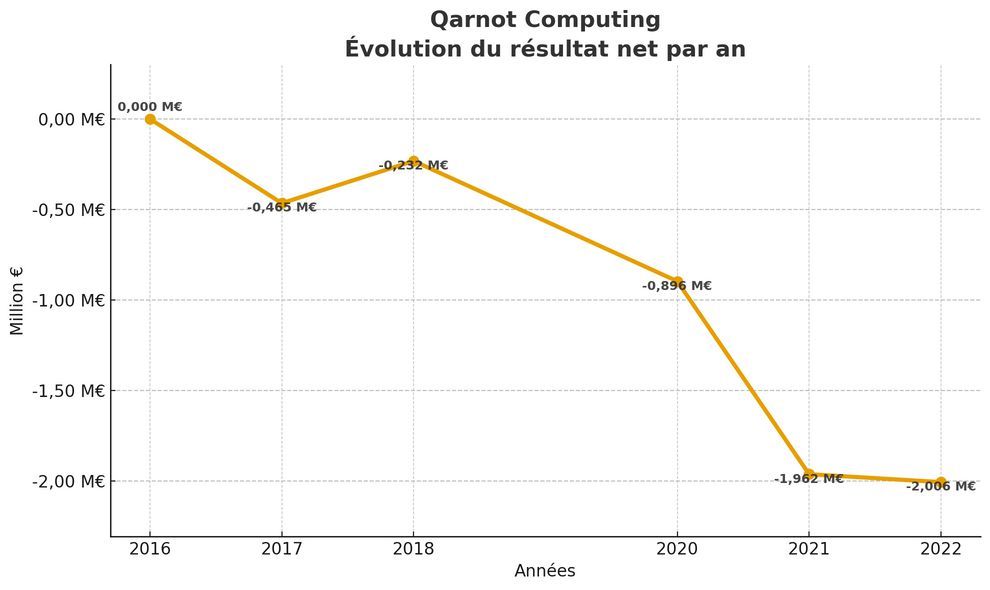 Qarnot Computing
Évolution du résultat net par an
Million €
0,00 M€
-0,50 M€
-1,00 M€
-1,50 M€
-2,00 M€
0,000 M€
-0,465 M€
-0,232 M€
-0,896 M€
-1,962 M€
-2,006 M€
2016
2017
2018
2020
2021
2022
Années